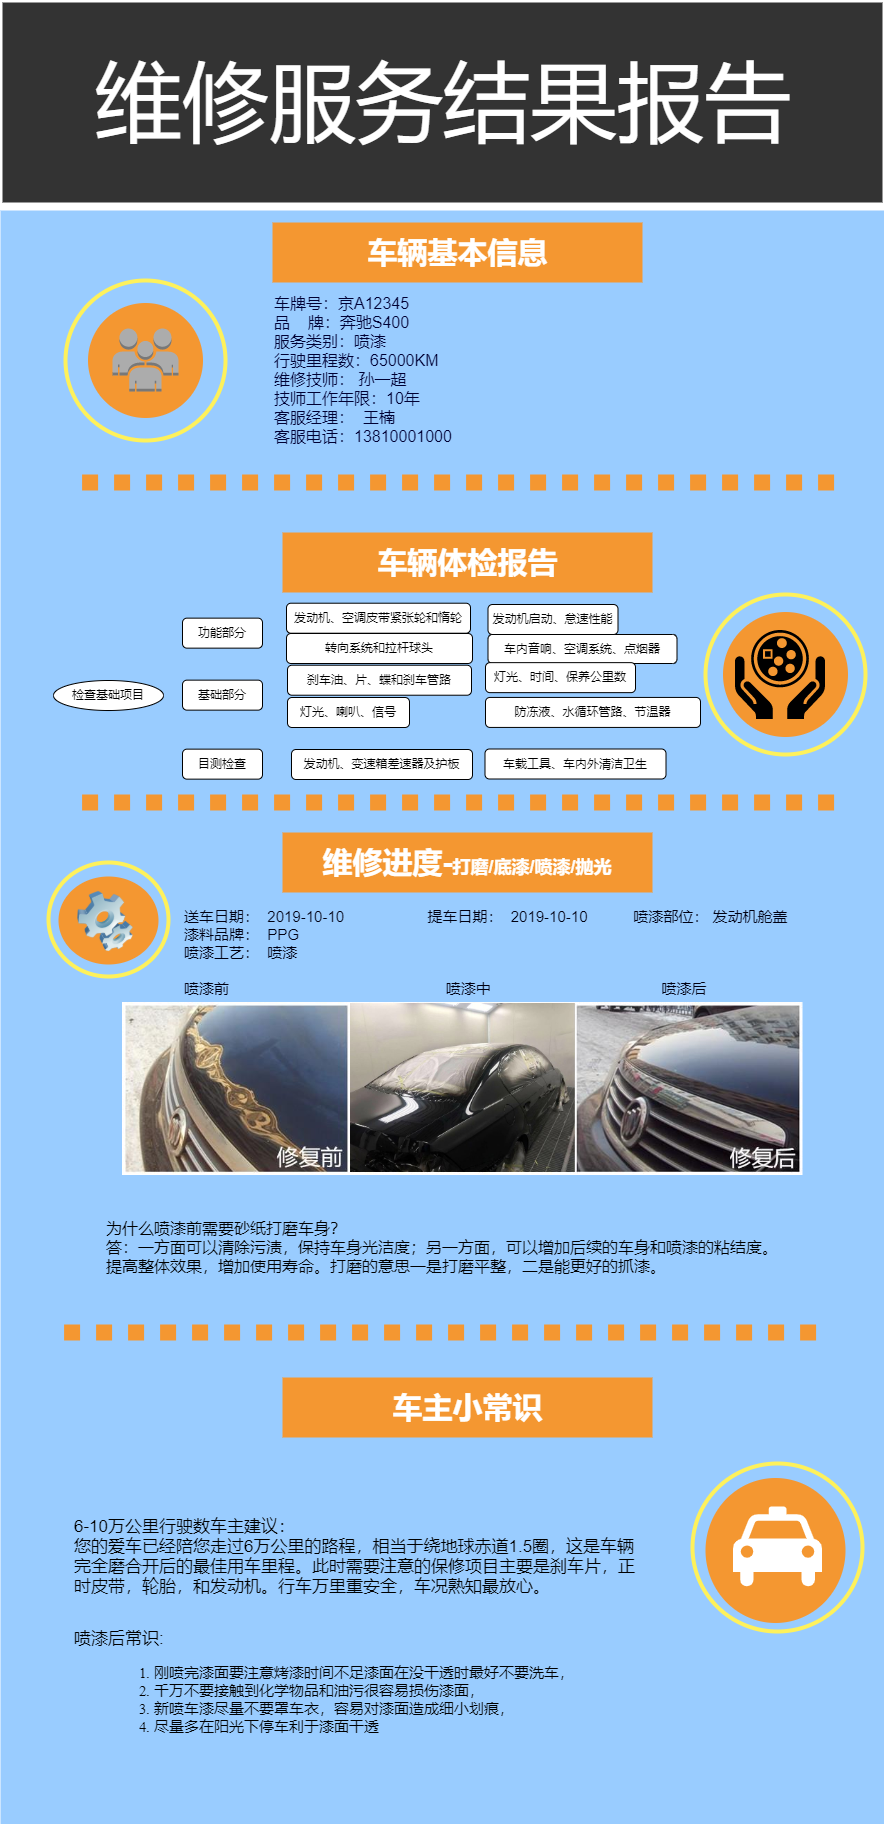 维修服务结果报告
车辆基本信息
车牌号：京A12345
品 牌：奔驰S400
服务类别：喷漆
行驶里程数：65000KM
维修技师： 孙一超
技师工作年限：10年
客服经理： 王楠
客服电话：13810001000
车辆体检报告
检查基础项目
功能部分
发动机、空调皮带紧张轮和惰轮
发动机启动、怠速性能
转向系统和拉杆球头
车内音响、空调系统、点烟器
基础部分
刹车油、片、蝶和刹车管路
灯光、时间、保养公里数
灯光、喇叭、信号
防冻液、水循环管路、节温器
目测检查
发动机、变速箱差速器及护板
车载工具、车内外清洁卫生
维修进度-打磨/底漆/喷漆/抛光
送车日期： 2019-10-10 提车日期： 2019-10-10 喷漆部位： 发动机舱盖
漆料品牌： PPG
喷漆工艺： 喷漆
喷漆前 喷漆中 喷漆后
修复前 修复后
为什么喷漆前需要砂纸打磨车身？
答：一方面可以清除污渍，保持车身光洁度；另一方面，可以增加后续的车身和喷漆的粘结度。
提高整体效果，增加使用寿命。打磨的意思一是打磨平整，二是能更好的抓漆。
车主小常识
6-10万公里行驶数车主建议：
您的爱车已经陪您走过6万公里的路程，相当于绕地球赤道1.5圈，这是车辆
完全磨合开后的最佳用车里程。此时需要注意的保修项目主要是刹车片，正
时皮带，轮胎，和发动机。行车万里重安全，车况熟知最放心。
喷漆后常识:
1. 刚喷完漆面要注意烤漆时间不足漆面在没干透时最好不要洗车，
2. 千万不要接触到化学物品和油污很容易损伤漆面，
3. 新喷车漆尽量不要罩车衣，容易对漆面造成细小划痕，
4. 尽量多在阳光下停车利于漆面干透